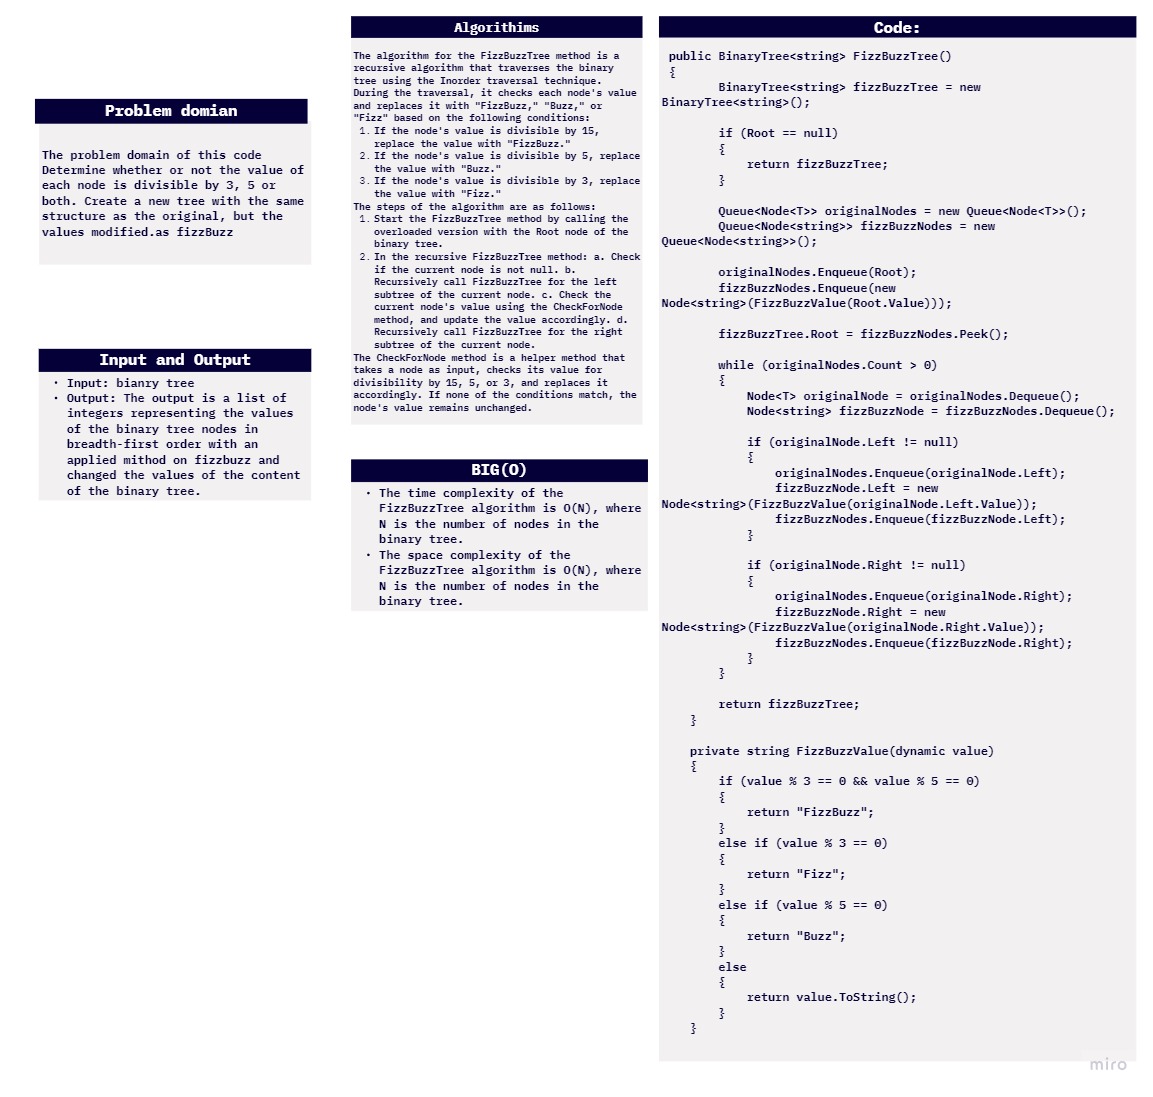 Problem domian
The problem domain of this code
Determine whether or not the value of
each node is divisible by 3, 5 or
both. Create a new tree with the same
structure as the original, but the
values modified.as fizzBuzz
Input and Output
• Input: bianry tree
• Output: The output is a list of
integers representing the values
of the binary tree nodes in
breadth-first order with an
applied mithod on fizzbuzz and
changed the values of the content
of the binary tree.
Algorithims
The algorithm for the FizzBuzzTree method is a
recursive algorithm that traverses the binary
tree using the Inorder traversal technique.
During the traversal, it checks each node's value
and replaces it with "FizzBuzz," "Buzz," or
"Fizz" based on the following conditions:
1. If the node's value is divisible by 15,
replace the value with "FizzBuzz."
2. If the node's value is divisible by 5, replace
the value with "Buzz."
3. If the node's value is divisible by 3, replace
the value with "Fizz."
The steps of the algorithm are as follows:
1. Start the FizzBuzzTree method by calling the
overloaded version with the Root node of the
binary tree.
2. In the recursive FizzBuzzTree method: a. Check
if the current node is not null. b.
Recursively call FizzBuzzTree for the left
subtree of the current node. c. Check the
current node's value using the CheckForNode
method, and update the value accordingly. d.
Recursively call FizzBuzzTree for the right
subtree of the current node.
The CheckForNode method is a helper method that
takes a node as input, checks its value for
divisibility by 15, 5, or 3, and replaces it
accordingly. If none of the conditions match, the
node's value remains unchanged.
BIG(O)
• The time complexity of the
FizzBuzzTree algorithm is O(N), where
N is the number of nodes in the
binary tree.
• The space complexity of the
FizzBuzzTree algorithm is O(N), where
N is the number of nodes in the
binary tree.
Code:
public BinaryTree<string> FizzBuzzTree()
{
BinaryTree<string> fizzBuzzTree = new
BinaryTree<string>();
if (Root == null)
{
return fizzBuzzTree;
}
Queue<Node<T>> originalNodes = new Queue<Node<T>>();
Queue<Node<string>> fizzBuzzNodes = new
Queue<Node<string>>();
originalNodes.Enqueue(Root);
fizzBuzzNodes.Enqueue(new
Node<string>(FizzBuzzValue(Root.Value)));
fizzBuzzTree.Root = fizzBuzzNodes.Peek();
while (originalNodes.Count > 0)
{
Node<T> originalNode = originalNodes.Dequeue();
Node<string> fizzBuzzNode = fizzBuzzNodes.Dequeue();
if (originalNode.Left != null)
{
originalNodes.Enqueue(originalNode.Left);
fizzBuzzNode.Left = new
Node<string>(FizzBuzzValue(originalNode.Left.Value));
fizzBuzzNodes.Enqueue(fizzBuzzNode.Left);
}
if (originalNode.Right != null)
{
originalNodes.Enqueue(originalNode.Right);
fizzBuzzNode.Right = new
Node<string>(FizzBuzzValue(originalNode.Right.Value));
fizzBuzzNodes.Enqueue(fizzBuzzNode.Right);
}
}
return fizzBuzzTree;
}
private string FizzBuzzValue(dynamic value)
{
if (value % 3 == 0 && value % 5 == 0)
{
return "FizzBuzz";
}
else if (value % 3 == 0)
{
return "Fizz";
}
else if (value % 5 == 0)
{
return "Buzz";
}
else
{
return value.ToString();
}
}
miro